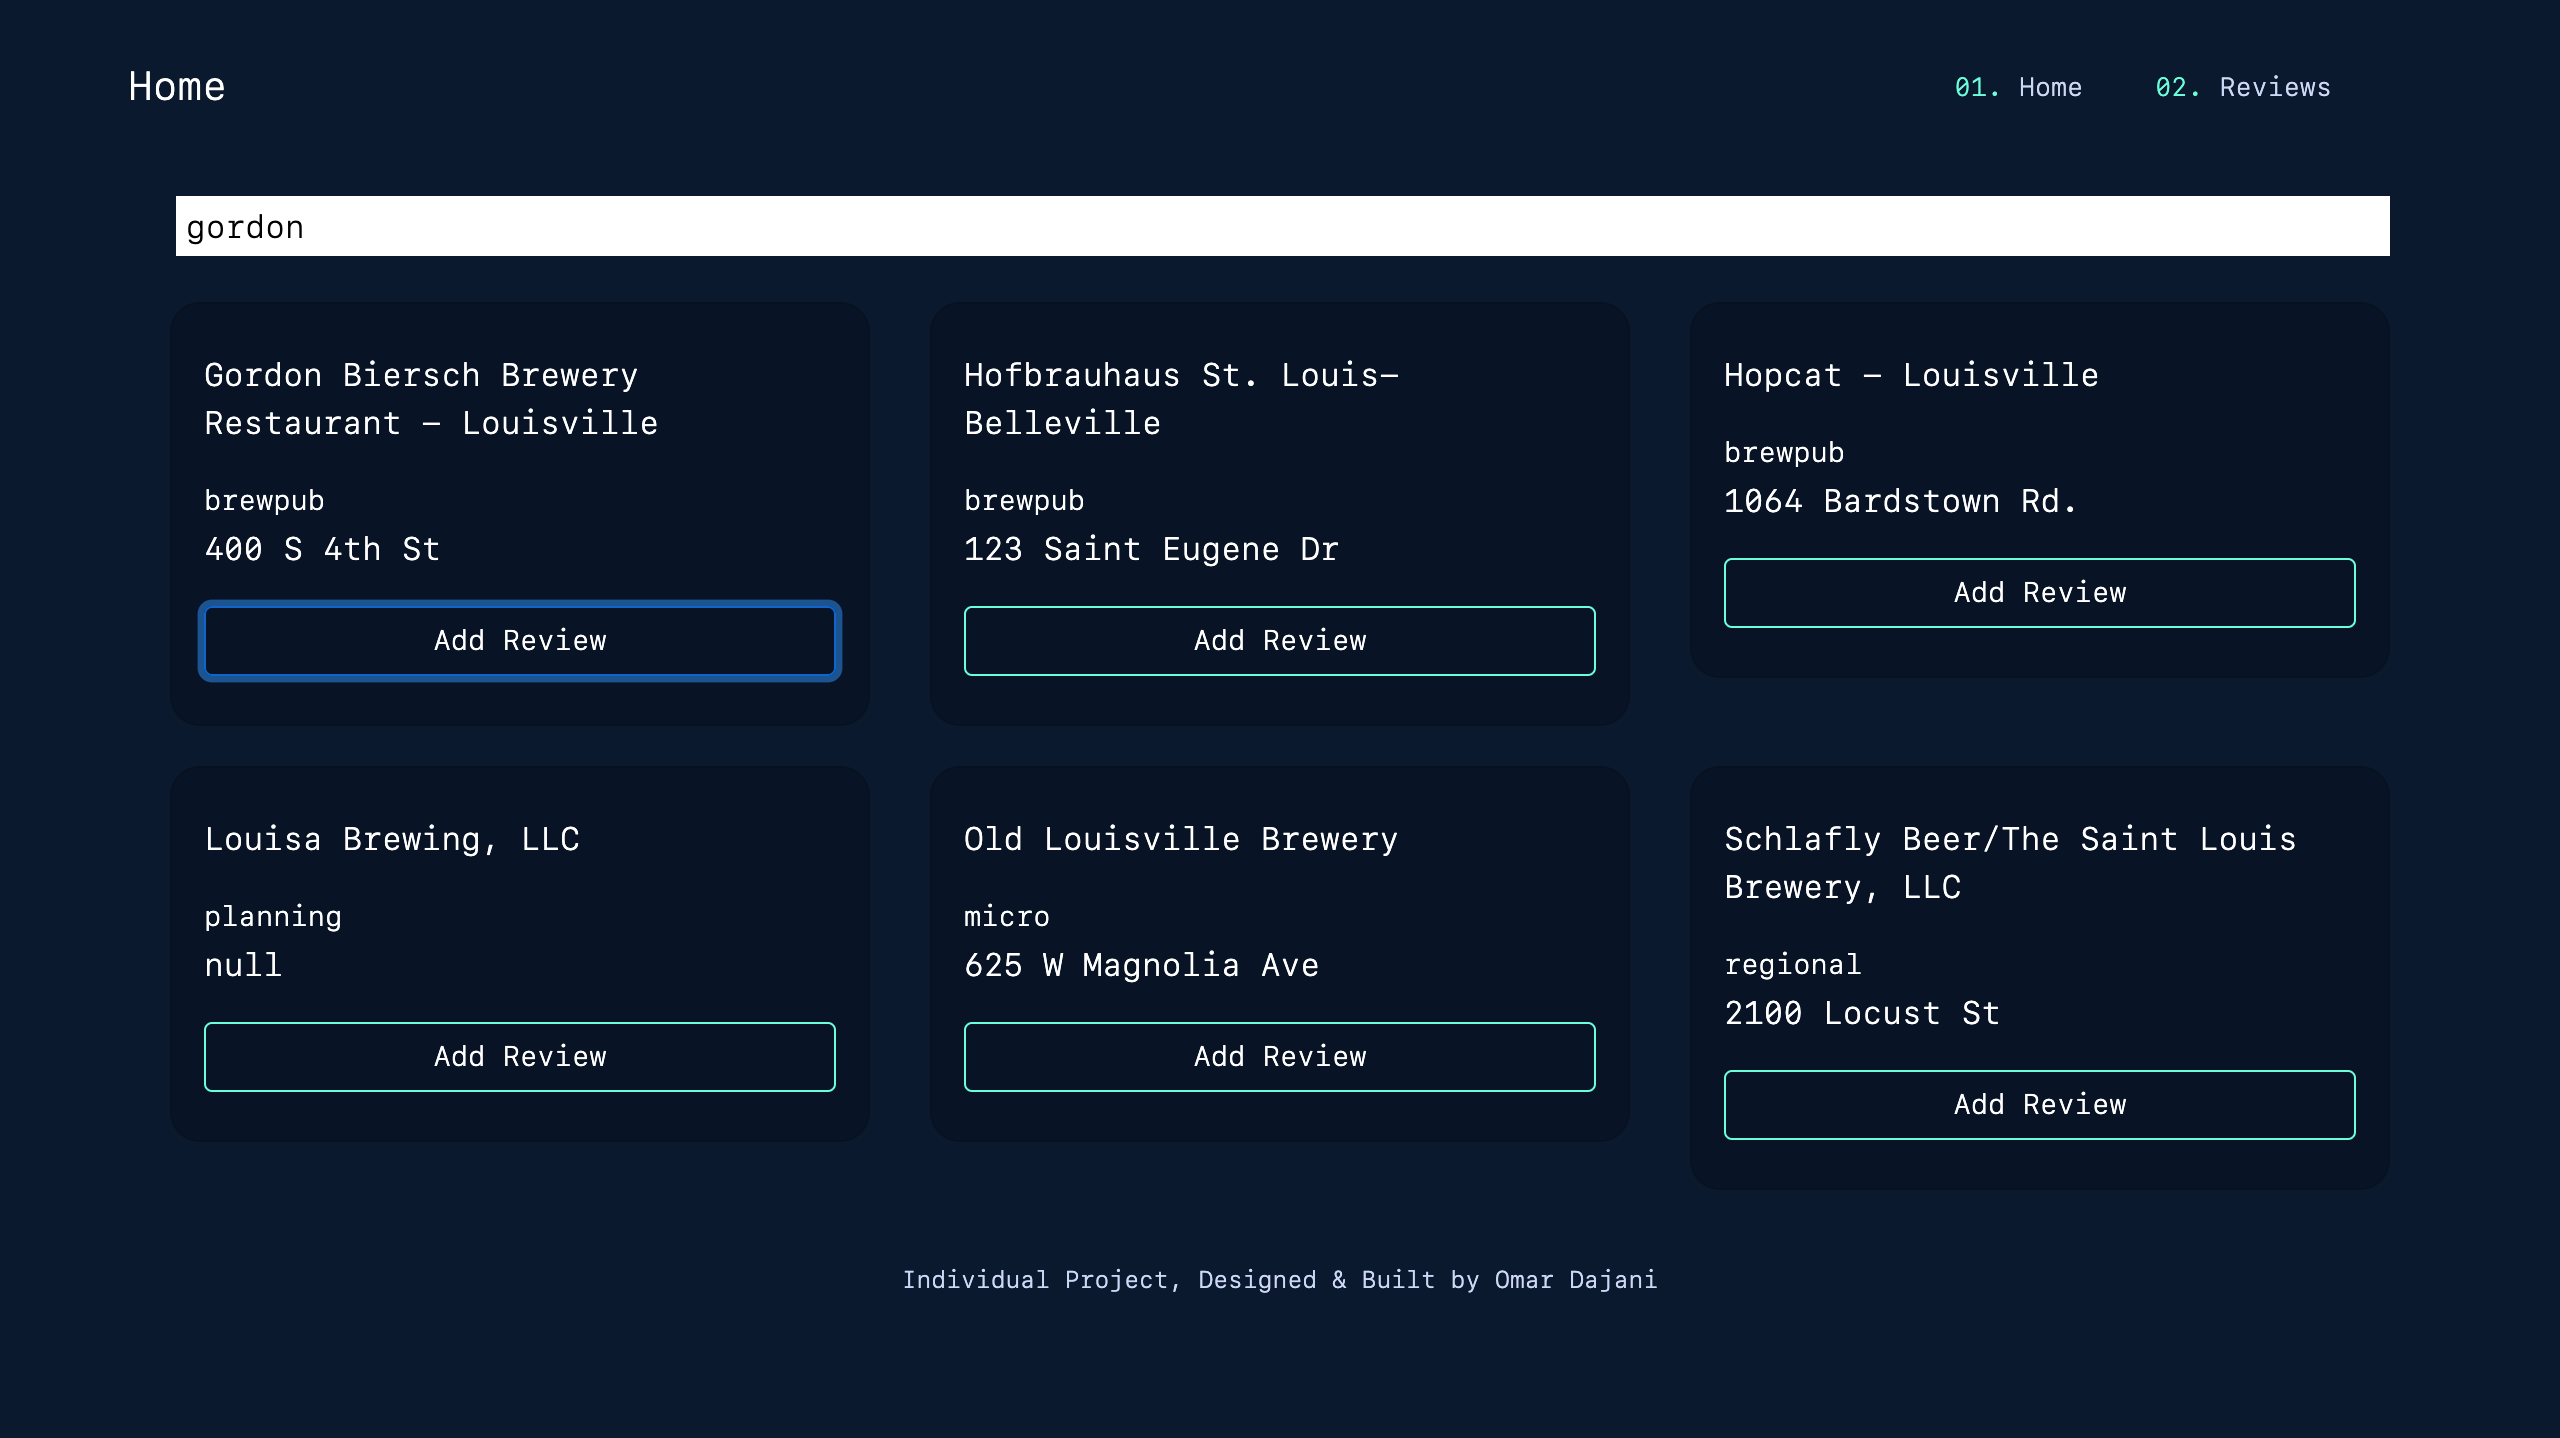 Home
01. Home
02. Reviews
gordon
Gordon Biersch Brewery
Restaurant – Louisville
brewpub
400 S 4th St
Add Review
Hofbrauhaus St. Louis–
Belleville
brewpub
123 Saint Eugene Dr
Add Review
Hopcat – Louisville
brewpub
1064 Bardstown Rd.
Add Review
Louisa Brewing, LLC
planning
null
Add Review
Old Louisville Brewery
micro
625 W Magnolia Ave
Add Review
Schlafly Beer/The Saint Louis
Brewery, LLC
regional
2100 Locust St
Add Review
Individual Project, Designed & Built by Omar Dajani